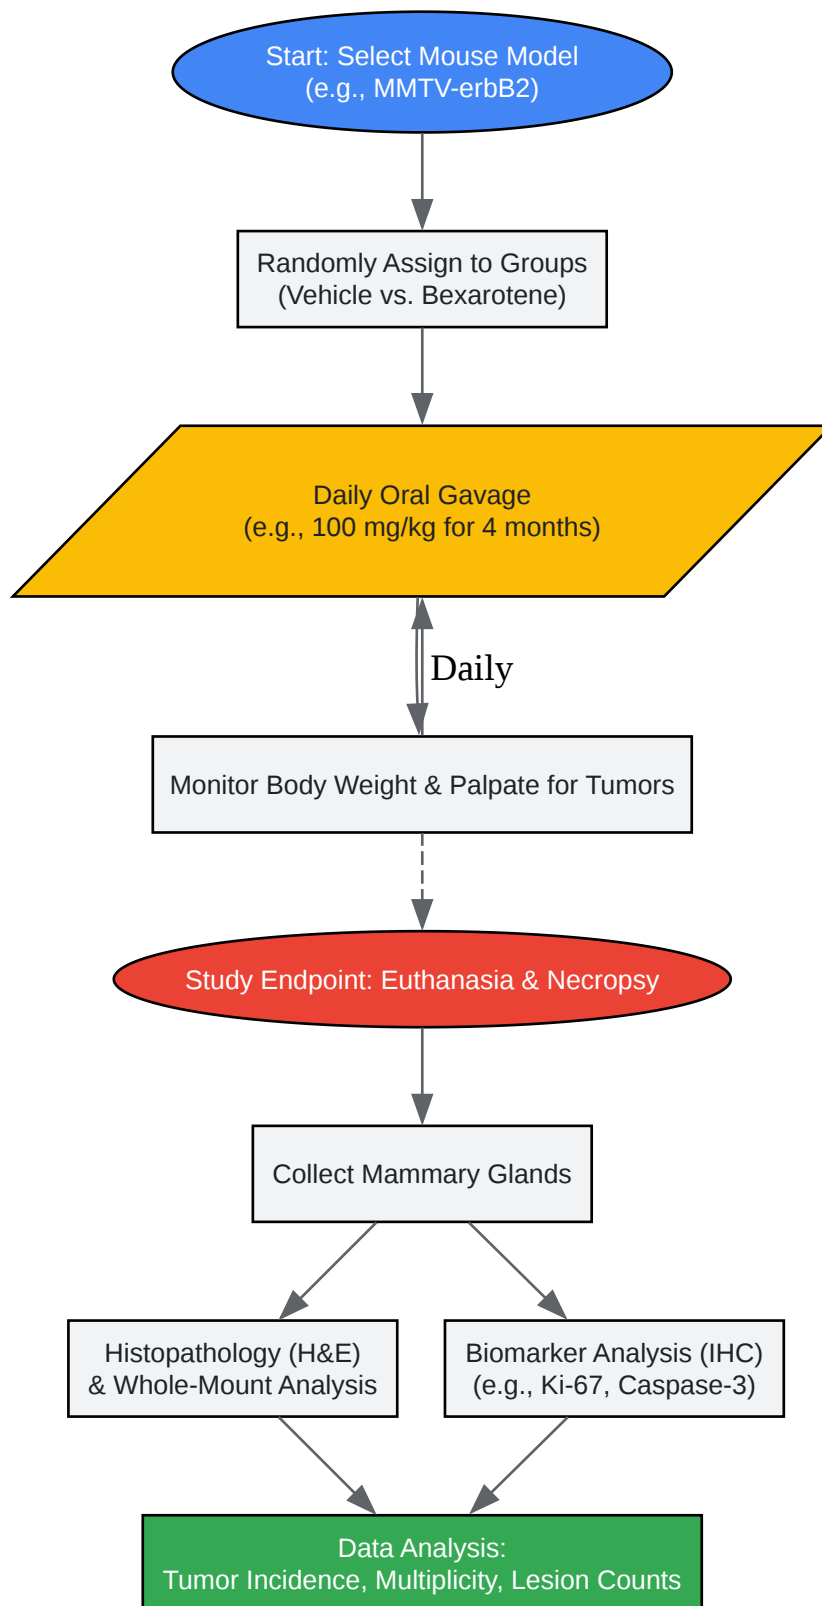 Start: Select Mouse Model
(e.g., MMTV-erbB2)
Randomly Assign to Groups
(Vehicle vs. Bexarotene)
Daily Oral Gavage
(e.g., 100 mg/kg for 4 months)
Daily
Monitor Body Weight & Palpate for Tumors
Study Endpoint: Euthanasia & Necropsy
Collect Mammary Glands
Histopathology (H&E)
& Whole-Mount Analysis
Biomarker Analysis (IHC)
(e.g., Ki-67, Caspase-3)
Data Analysis:
Tumor Incidence, Multiplicity, Lesion Counts